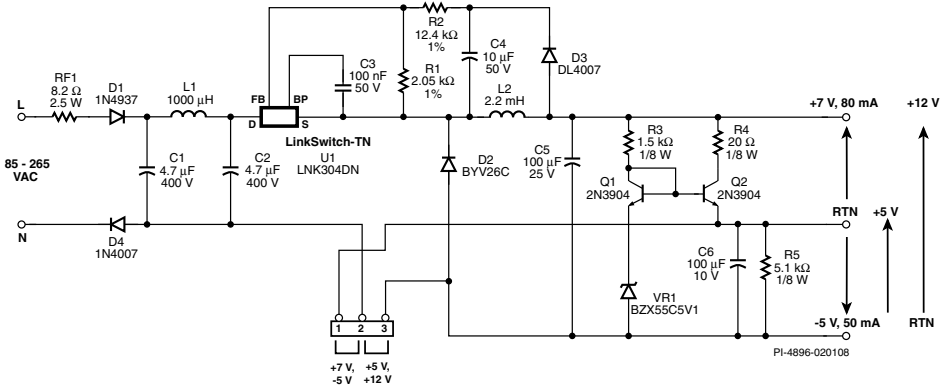 R2
12.4 kΩ
1%
C4
10 µF
50 V
D3
DL4007
C3
100 nF
50 V
R1
2.05 kΩ
1%
RF1
8.2 Ω
2.5 W
D1
1N4937
L1
1000 µH
FB
BP
D
S
L2
2.2 mH
L
+7 V, 80 mA
+12 V
LinkSwitch-TN
U1
LNK304DN
85 - 265
VAC
C1
4.7 µF
400 V
C2
4.7 µF
400 V
D2
BYV26C
C5
100 µF
25 V
R3
1.5 kΩ
1/8 W
R4
20 Ω
1/8 W
Q1
2N3904
Q2
2N3904
RTN
+5 V
N
D4
1N4007
C6
100 µF
10 V
R5
5.1 kΩ
1/8 W
VR1
BZX55C5V1
1 2 3
-5 V, 50 mA
RTN
PI-4896-020108
+7 V,
-5 V
+5 V,
+12 V